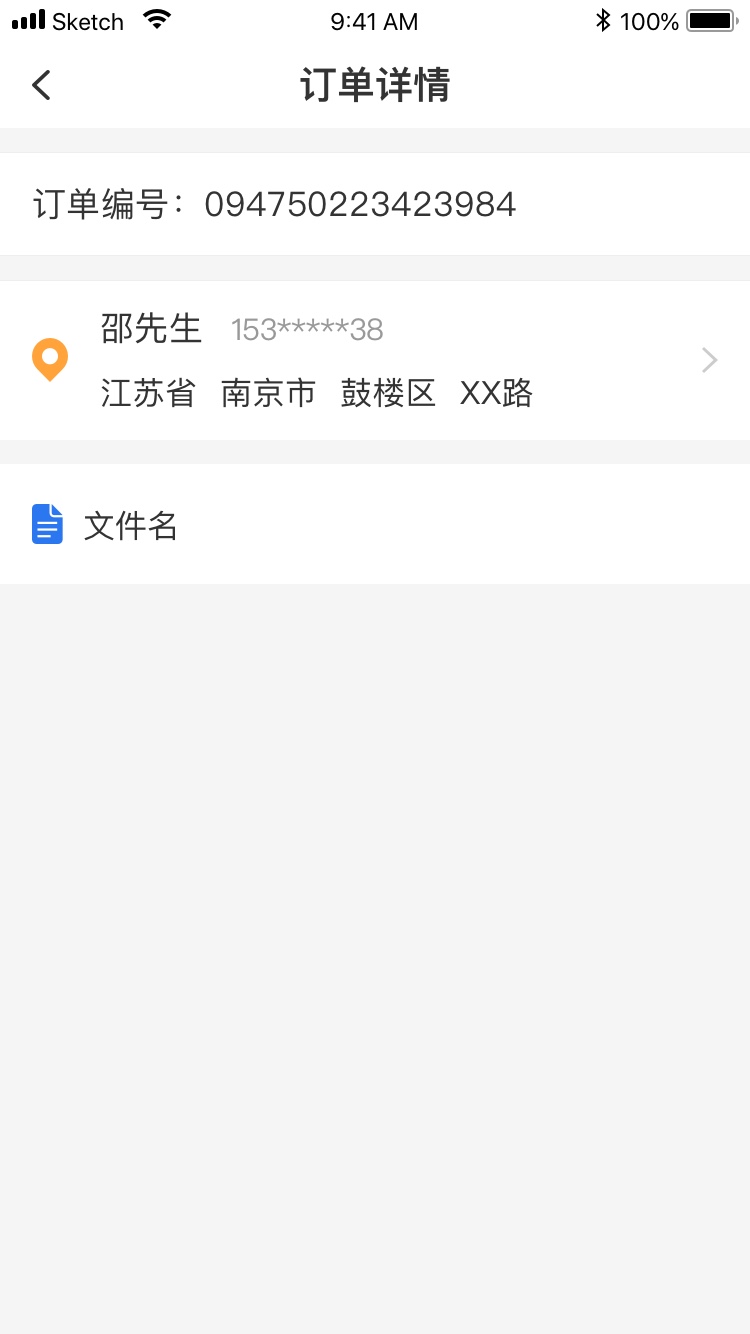 Sketch 9:41 AM 100%
订单详情
订单编号：094750223423984
邵先生 153*****38
江苏省 南京市 鼓楼区 XX路
文件名